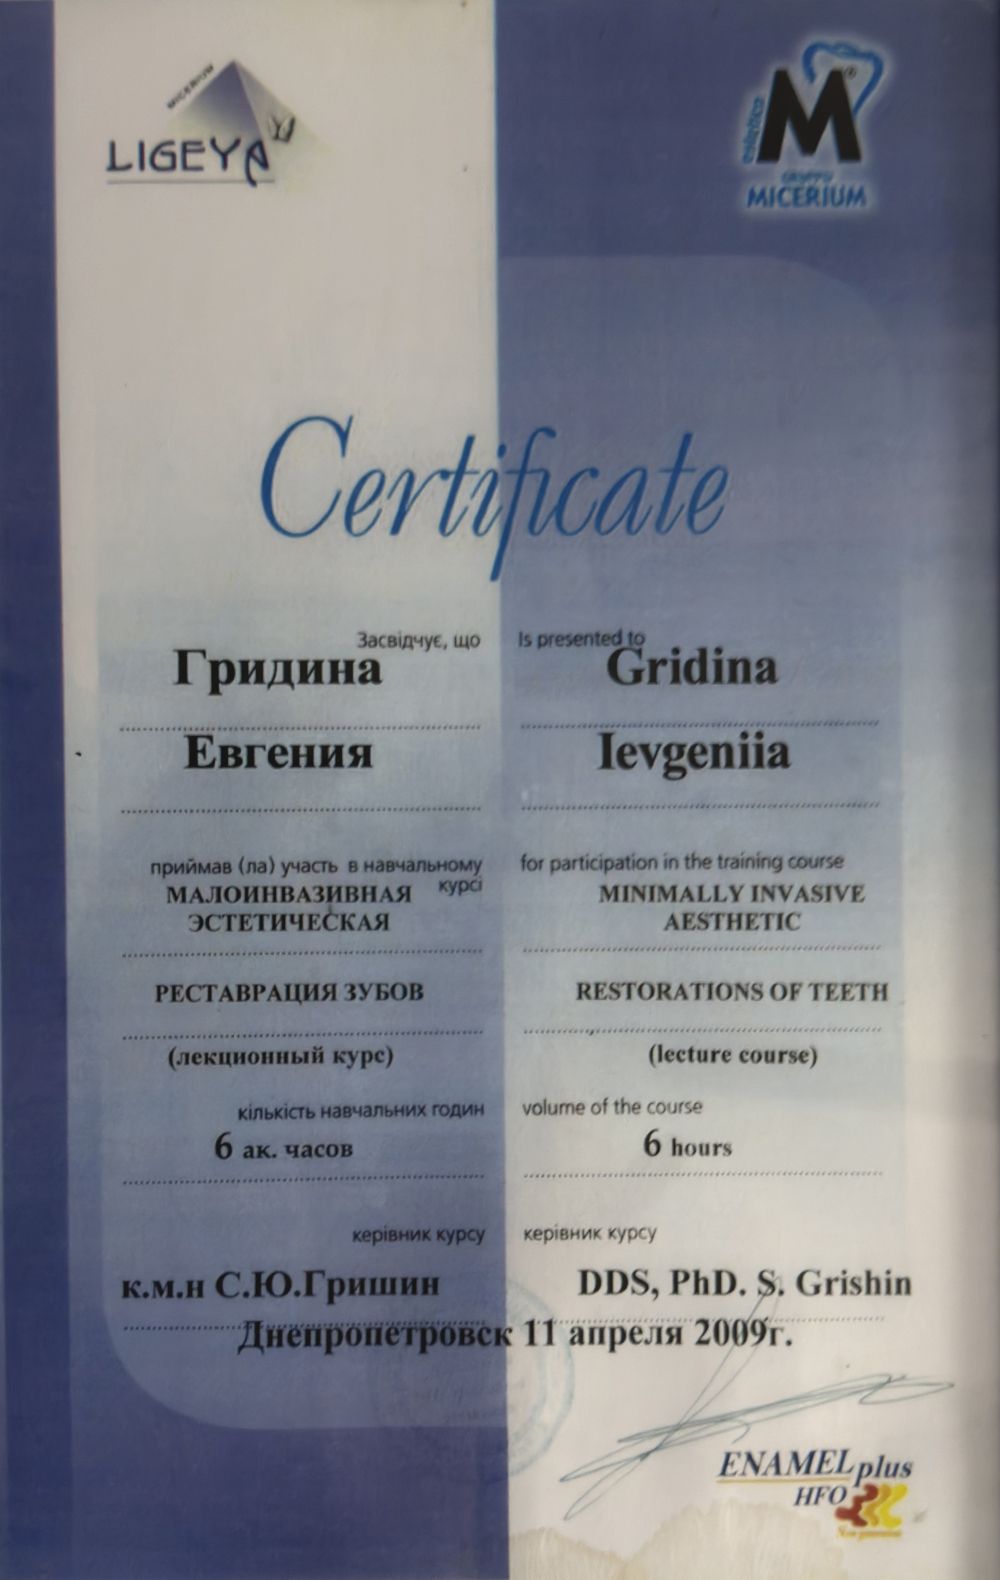 MICERIUM
LIGEYA
estetico
M®
GRUPPO
MICERIUM
Certificate
Засвідчує, що
Гридина
Евгения
приймав (ла) участь в навчальному
курсі
МАЛОИНВАЗИВНАЯ
ЭСТЕТИЧЕСКАЯ
РЕСТАВРАЦИЯ ЗУБОВ
(лекционный курс)
кількість навчальних годин
6 ак. часов
керівник курсу
к.м.н С.Ю.Гришин
Is presented to
Gridina
Ievgeniia
for participation in the training course
MINIMALLY INVASIVE
AESTHETIC
RESTORATIONS OF TEETH
(lecture course)
volume of the course
6 hours
керівник курсу
DDS, PhD. S. Grishin
Днепропетровск 11 апреля 2009г.
ENAMEL plus
HFO